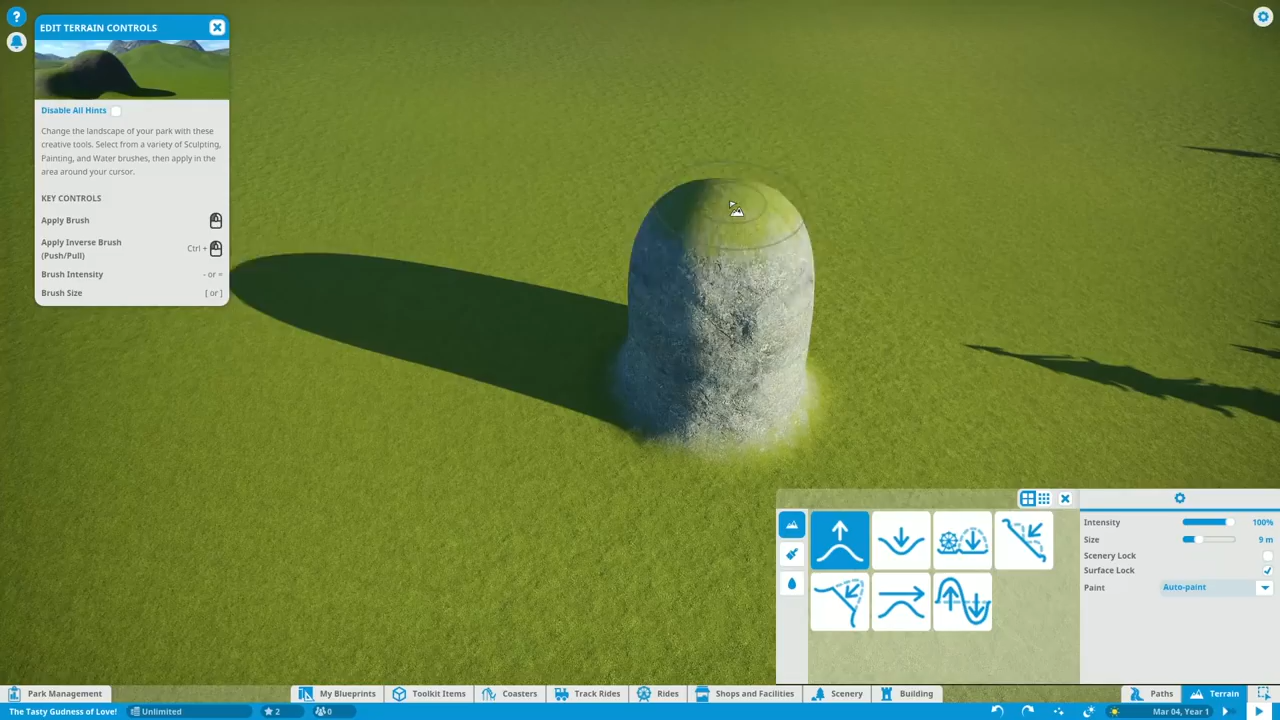 ?
EDIT TERRAIN CONTROLS
Disable All Hints
Change the landscape of your park with these
creative tools. Select from a variety of Sculpting,
Painting, and Water brushes, then apply in the
area around your cursor.
KEY CONTROLS
Apply Brush
Apply Inverse Brush
(Push/Pull)
Ctrl +
Brush Intensity
- or =
Brush Size
[ or ]
Intensity 100%
Size 9 m
Scenery Lock
Surface Lock
Paint Auto-paint
Park Management My Blueprints Toolkit Items Coasters Track Rides Rides Shops and Facilities Scenery Building Paths Terrain
The Tasty Gudness of Love! Unlimited 2 0 Mar 04, Year 1